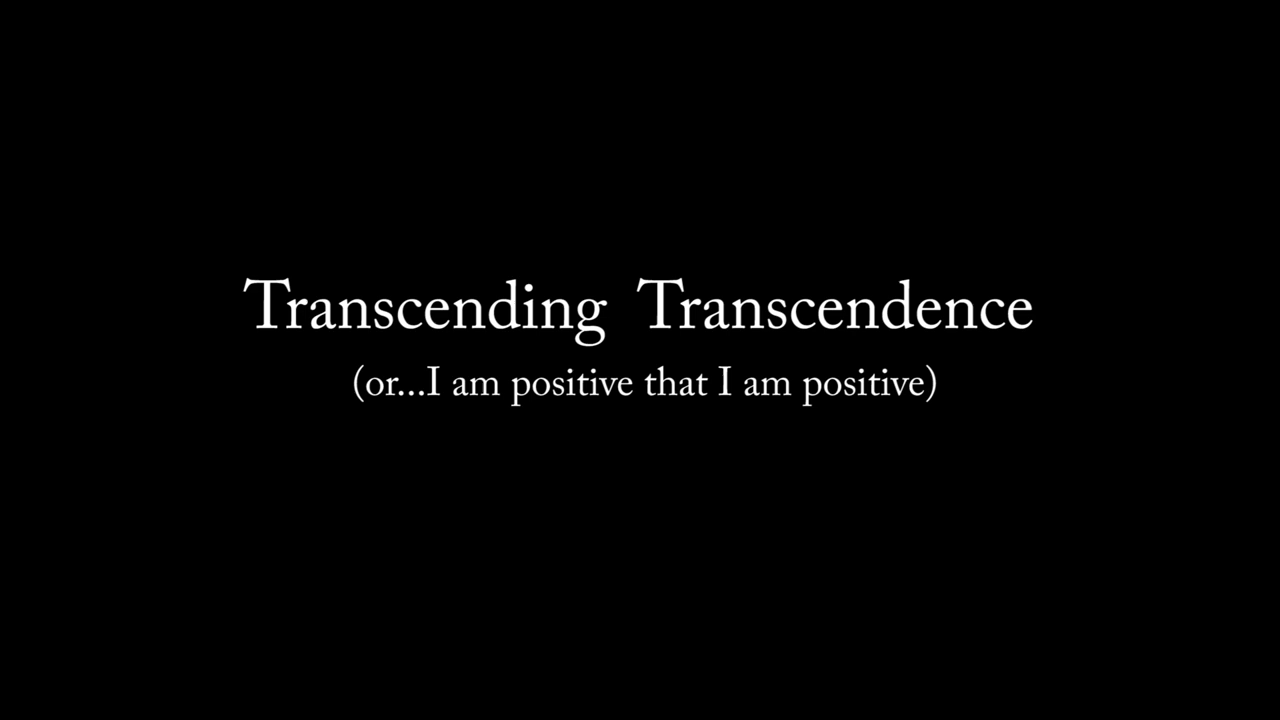 Transcending Transcendence
(or...I am positive that I am positive)